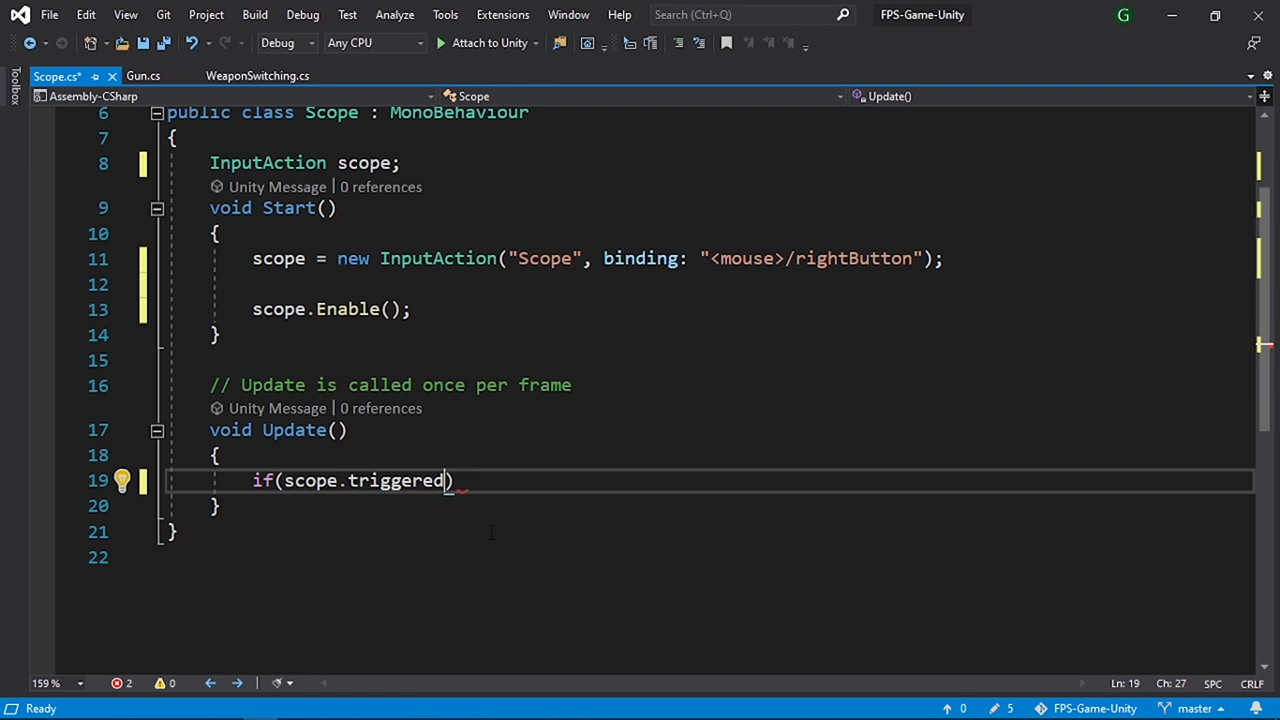 File Edit View Git Project Build Debug Test Analyze Tools Extensions Window Help Search (Ctrl+Q) FPS-Game-Unity G
Debug Any CPU Attach to Unity
Toolbox
Scope.cs* Gun.cs WeaponSwitching.cs
Assembly-CSharp Scope Update()
6 public class Scope : MonoBehaviour
7 {
8 InputAction scope;
Unity Message | 0 references
9 void Start()
10 {
11 scope = new InputAction("Scope", binding: "<mouse>/rightButton");
12
13 scope.Enable();
14 }
15
16 // Update is called once per frame
Unity Message | 0 references
17 void Update()
18 {
19 if(scope.triggered)
20 }
21 }
22
159 % 2 0 Ln: 19 Ch: 27 SPC CRLF
Ready 0 5 FPS-Game-Unity master